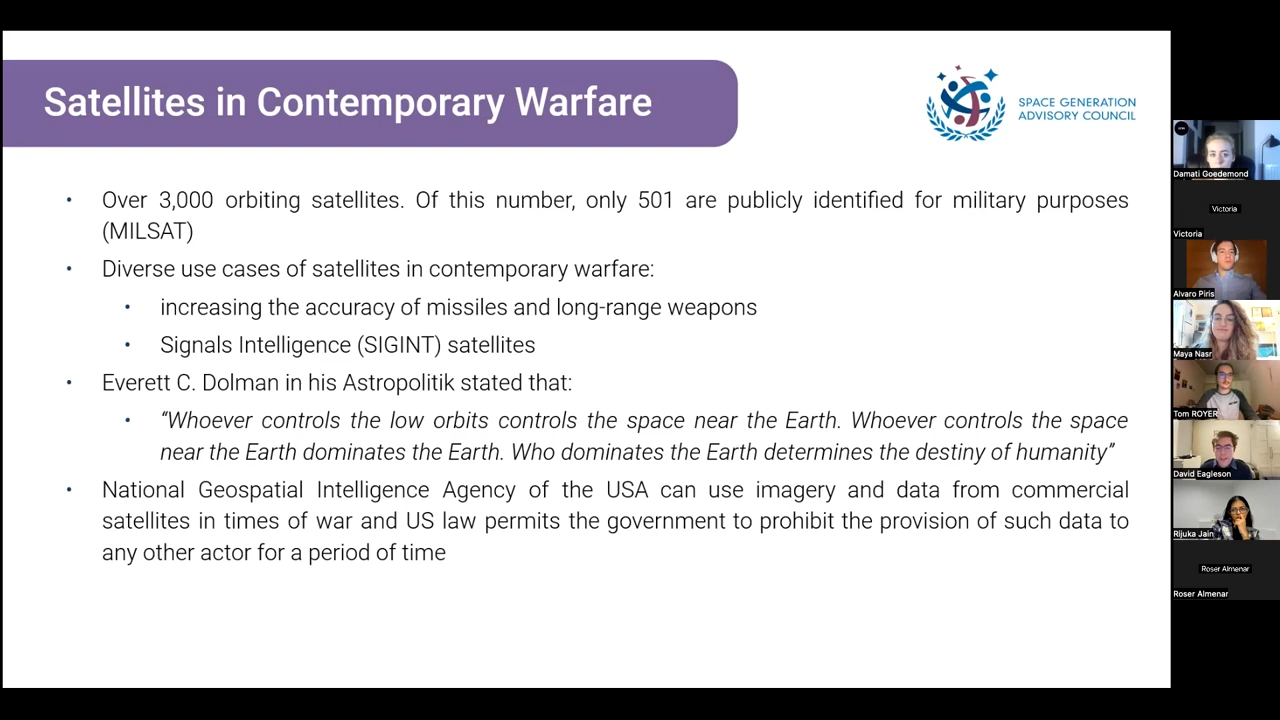 Satellites in Contemporary Warfare
SPACE GENERATION
ADVISORY COUNCIL
• Over 3,000 orbiting satellites. Of this number, only 501 are publicly identified for military purposes
(MILSAT)
• Diverse use cases of satellites in contemporary warfare:
• increasing the accuracy of missiles and long-range weapons
• Signals Intelligence (SIGINT) satellites
• Everett C. Dolman in his Astropolitik stated that:
• “Whoever controls the low orbits controls the space near the Earth. Whoever controls the space
near the Earth dominates the Earth. Who dominates the Earth determines the destiny of humanity”
• National Geospatial Intelligence Agency of the USA can use imagery and data from commercial
satellites in times of war and US law permits the government to prohibit the provision of such data to
any other actor for a period of time
Damati Goedemond
Victoria
Victoria
Alvaro Piris
Maya Nasr
Tom ROYER
David Eagleson
Rijuka Jain
Roser Almenar
Roser Almenar